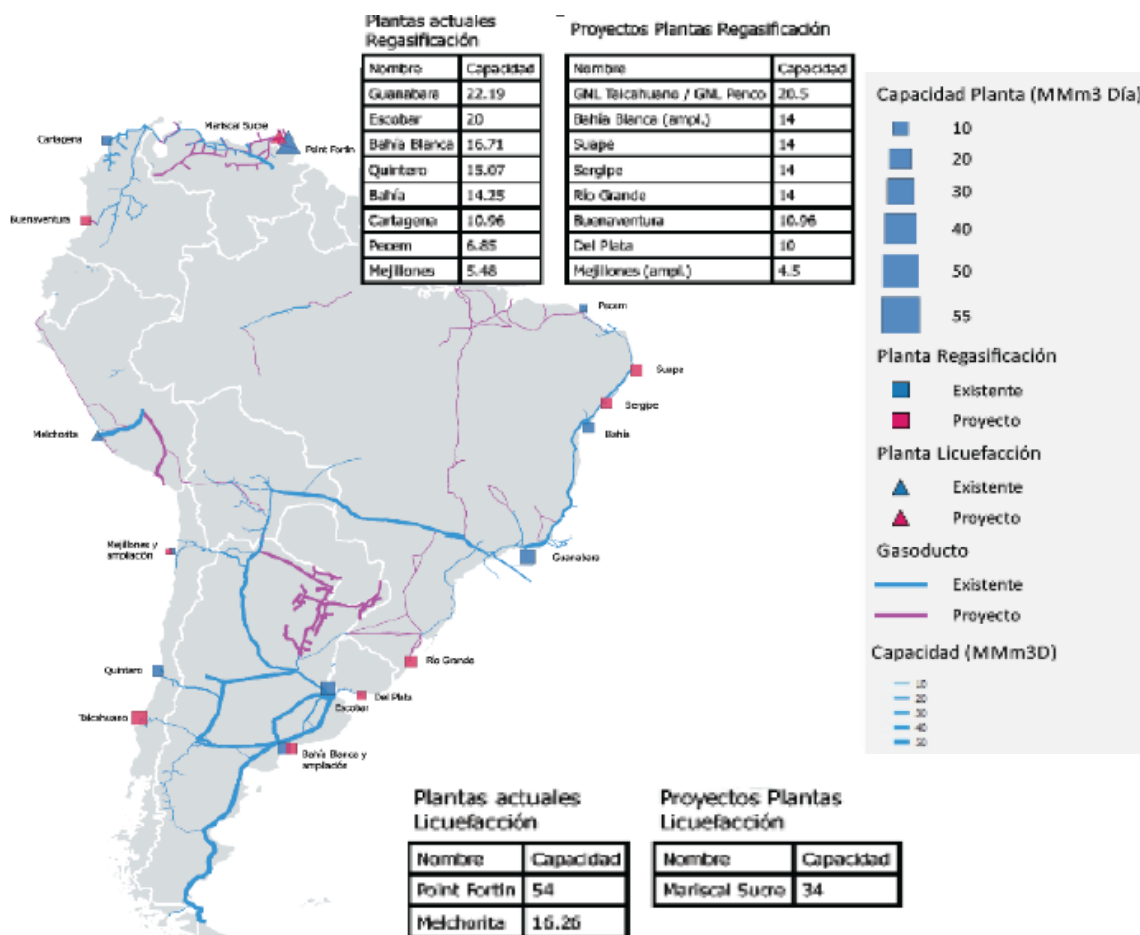 Plantas actuales
Regasificación
Nombre Capacidad
Guanabara 22.19
Escobar 20
Bahía Blanca 16.71
Quintero 15.07
Bahía 14.25
Cartagena 10.96
Pecem 6.85
Mejillones 5.48
Proyectos Plantas Regasificación
Nombre Capacidad
GNL Talcahuano / GNL Penco 20.5
Bahía Blanca (ampl.) 14
Suape 14
Sergipe 14
Río Grande 14
Buenaventura 10.96
Del Plata 10
Mejillones (ampl.) 4.5
Capacidad Planta (MMm3 Día)
10
20
30
40
50
55
Planta Regasificación
Existente
Proyecto
Planta Licuefacción
Existente
Proyecto
Gasoducto
Existente
Proyecto
Capacidad (MMm3D)
10
20
30
40
50
Mariscal Sucre
Cartagena
Point Fortin
Buenaventura
Pecem
Suape
Sergipe
Bahía
Melchorita
Mejillones y
ampliación
Guanabara
Quintero
Río Grande
Del Plata
Escobar
Talcahuano
Bahía Blanca y
ampliación
Plantas actuales
Licuefacción
Nombre Capacidad
Point Fortin 54
Melchorita 16.26
Proyectos Plantas
Licuefacción
Nombre Capacidad
Mariscal Sucre 34